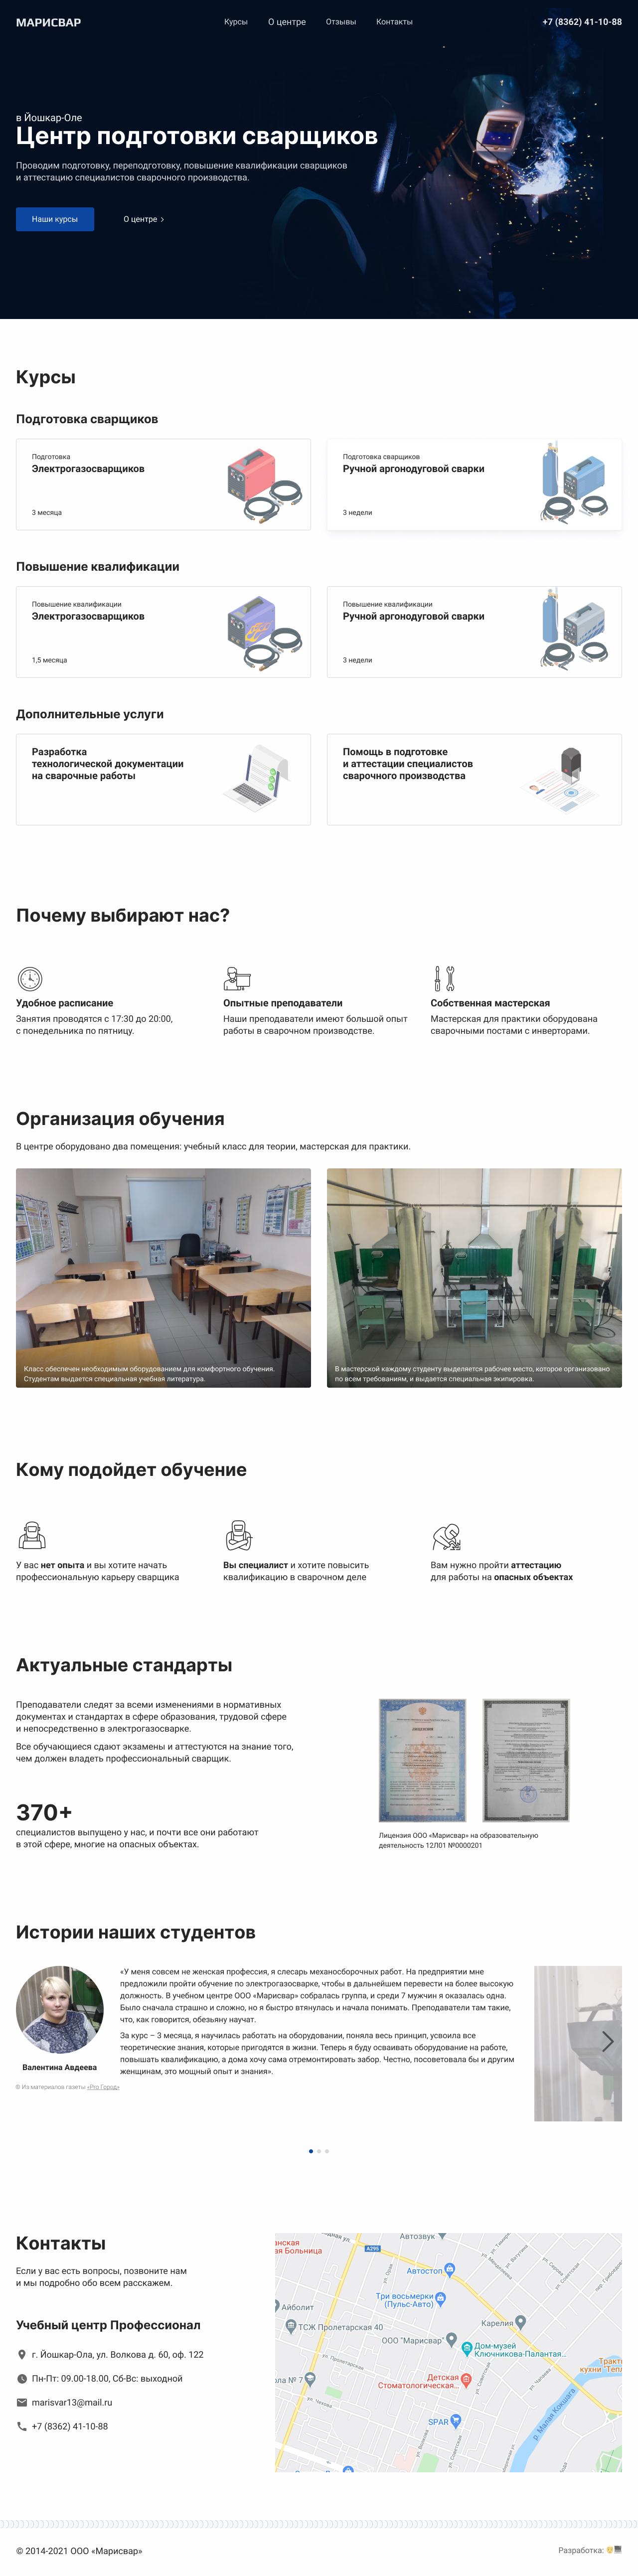 МАРИСВАР
Курсы
О центре
Отзывы
Контакты
+7 (8362) 41-10-88
в Йошкар-Оле
Центр подготовки сварщиков
Проводим подготовку, переподготовку, повышение квалификации сварщиков
и аттестацию специалистов сварочного производства.
Наши курсы
О центре
Курсы
Подготовка сварщиков
Подготовка
Электрогазосварщиков
3 месяца
Подготовка сварщиков
Ручной аргонодуговой сварки
3 недели
Повышение квалификации
Повышение квалификации
Электрогазосварщиков
1,5 месяца
Повышение квалификации
Ручной аргонодуговой сварки
3 недели
Дополнительные услуги
Разработка
технологической документации
на сварочные работы
Помощь в подготовке
и аттестации специалистов
сварочного производства
Почему выбирают нас?
Удобное расписание
Занятия проводятся с 17:30 до 20:00,
с понедельника по пятницу.
Опытные преподаватели
Наши преподаватели имеют большой опыт
работы в сварочном производстве.
Собственная мастерская
Мастерская для практики оборудована
сварочными постами с инверторами.
Организация обучения
В центре оборудовано два помещения: учебный класс для теории, мастерская для практики.
Класс обеспечен необходимым оборудованием для комфортного обучения.
Студентам выдается специальная учебная литература.
В мастерской каждому студенту выделяется рабочее место, которое организовано
по всем требованиям, и выдается специальная экипировка.
Кому подойдет обучение
У вас нет опыта и вы хотите начать
профессиональную карьеру сварщика
Вы специалист и хотите повысить
квалификацию в сварочном деле
Вам нужно пройти аттестацию
для работы на опасных объектах
Актуальные стандарты
Преподаватели следят за всеми изменениями в нормативных
документах и стандартах в сфере образования, трудовой сфере
и непосредственно в электрогазосварке.
Все обучающиеся сдают экзамены и аттестуются на знание того,
чем должен владеть профессиональный сварщик.
370+
специалистов выпущено у нас, и почти все они работают
в этой сфере, многие на опасных объектах.
Лицензия ООО «Марисвар» на образовательную
деятельность 12Л01 №0000201
Истории наших студентов
«У меня совсем не женская профессия, я слесарь механосборочных работ. На предприятии мне
предложили пройти обучение по электрогазосварке, чтобы в дальнейшем перевести на более высокую
должность. В учебном центре ООО «Марисвар» собралась группа, и среди 7 мужчин я оказалась одна.
Было сначала страшно и сложно, но я быстро втянулась и начала понимать. Преподаватели там такие,
что, как говорится, обезьяну научат.
За курс – 3 месяца, я научилась работать на оборудовании, поняла весь принцип, усвоила все
теоретические знания, которые пригодятся в жизни. Теперь я буду осваивать оборудование на работе,
повышать квалификацию, а дома хочу сама отремонтировать забор. Честно, посоветовала бы и другим
женщинам, это мощный опыт и знания».
Валентина Авдеева
© Из материалов газеты «Pro Город»
Контакты
Если у вас есть вопросы, позвоните нам
и мы подробно обо всем расскажем.
Учебный центр Профессионал
г. Йошкар-Ола, ул. Волкова д. 60, оф. 122
Пн-Пт: 09.00-18.00, Сб-Вс: выходной
marisvar13@mail.ru
+7 (8362) 41-10-88
Автозвук
A295
Больница
Автостоп
Три восьмерки
(Пульс-Авто)
Айболит
ТСЖ Пролетарская 40
Карелия
ООО "Марисвар"
Дом-музей
Ключникова-Палантая...
Детская
Стоматологическая...
SPAR
р. Малая Кокшага
© 2014-2021 ООО «Марисвар»
Разработка: